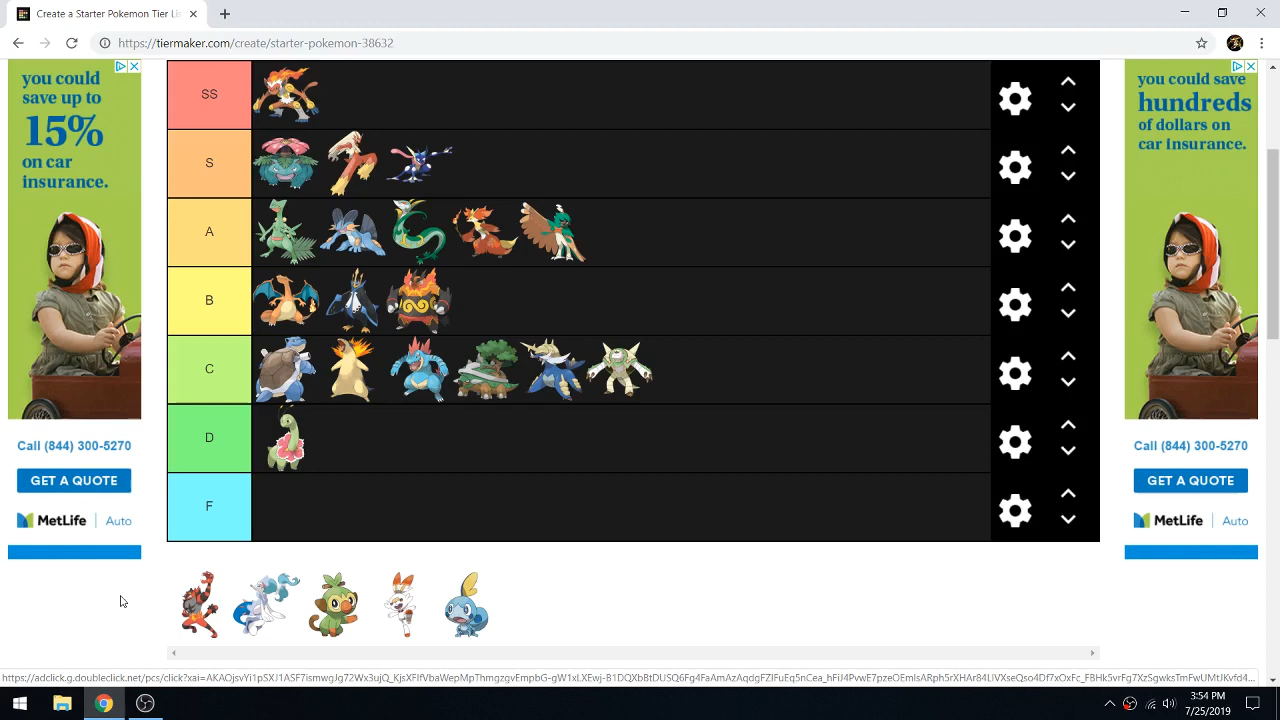 Create a Starter Pokemon Tier Lis
https://tiermaker.com/create/starter-pokemon-38632
you could
save up to
15%
on car
insurance.
Call (844) 300-5270
GET A QUOTE
MetLife | Auto
SS
S
A
B
C
D
F
you could save
hundreds
of dollars on
car insurance.
Call (844) 300-5270
GET A QUOTE
MetLife | Auto
3:54 PM
7/25/2019